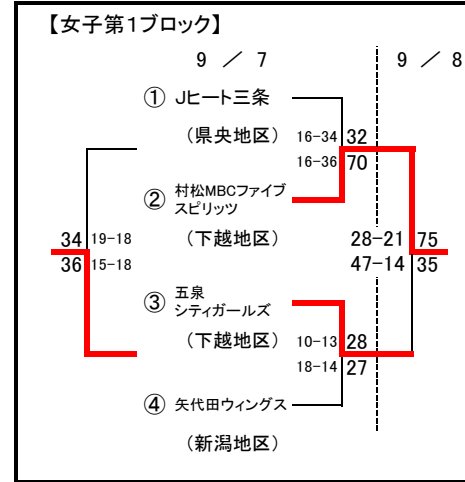 【女子第1ブロック】
9 ／ 7
9 ／ 8
① Jヒート三条
（県央地区）
16-34 32
16-36 70
② 村松MBCファイブ
スピリッツ
（下越地区）
34 19-18
36 15-18
28-21 75
47-14 35
③ 五泉
シティガールズ
（下越地区）
10-13 28
18-14 27
④ 矢代田ウィングス
（新潟地区）